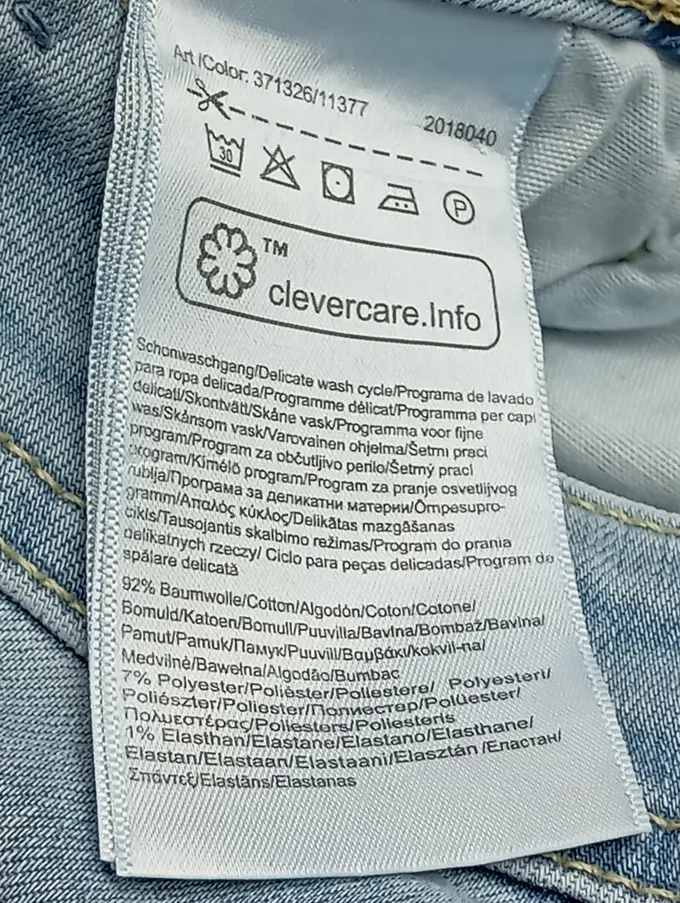 Art /Color: 371326/11377 2018040
30
P
TM
clevercare.Info
Schonwaschgang/Delicate wash cycle/Programa de lavado
para ropa delicada/Programme délicat/Programma per capi
delicati/Skontvätt/Skåne vask/Programma voor fijne
was/Skånsom vask/Varovainen ohjelma/Šetrni praci
program/Program za občutljivo perilo/Šetrný prací
program/Kímélö program/Program za pranje osvetlijvog
rublja/Програма за деликатни материи/Õmpesupro-
gramm/Απαλός κύκλος/Delikātas mazgāšanas
cikls/Tausojantis skalbimo režimas/Program do prania
delikatnych rzeczy/ Ciclo para peças delicadas/Program de
spălare delicată
92% Baumwolle/Cotton/Algodón/Coton/Cotone/
Bomuld/Katoen/Bomull/Puuvilla/Bavlna/Bombaž/Bavlna/
Pamut/Pamuk/Памук/Puuvill/Βαμβάκι/kokvil-na/
Medvilnė/Bawełna/Algodão/Bumbac
7% Polyester/Poliéster/Poliestere/ Polyesteri/
Poliészter/Poliester/Полиестер/Polüester/
Πολυεστέρας/Poliesters/Poliesteris
1% Elasthan/Elastane/Elastano/Elasthane/
Elastan/Elastaan/Elastaani/Elasztán /Еластан/
Σπάντεξ/Elastāns/Elastanas